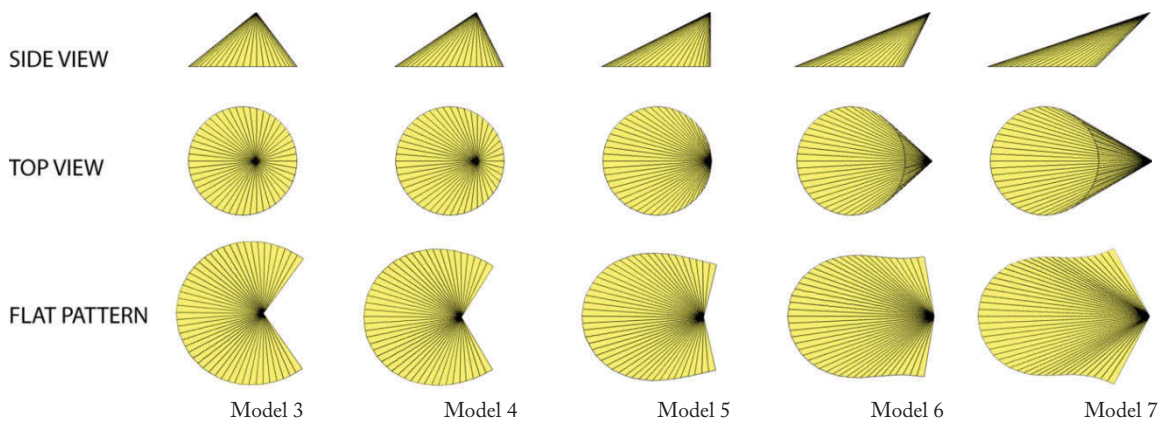 SIDE VIEW
TOP VIEW
FLAT PATTERN
Model 3 Model 4 Model 5 Model 6 Model 7